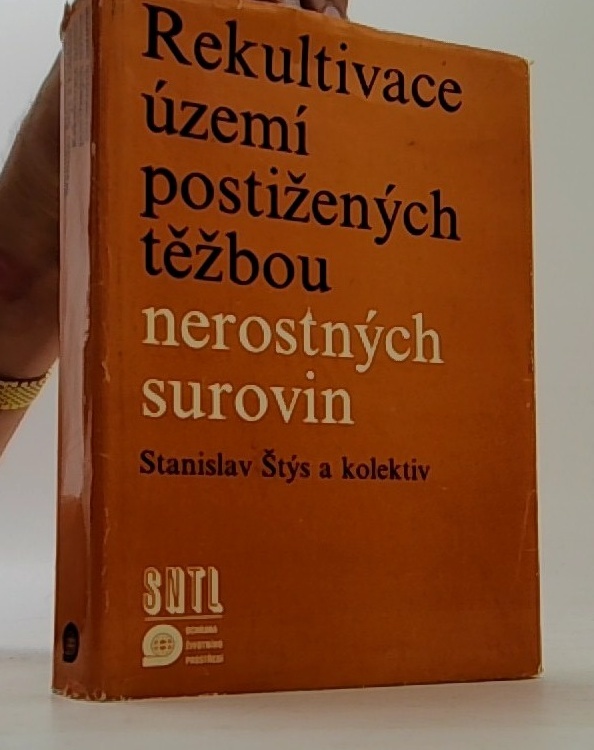 Rekultivace
území
postižených
těžbou
nerostných
surovin
Stanislav Štýs a kolektiv
SNTL
OCHRANA
ŽIVOTNÍHO
PROSTŘEDÍ